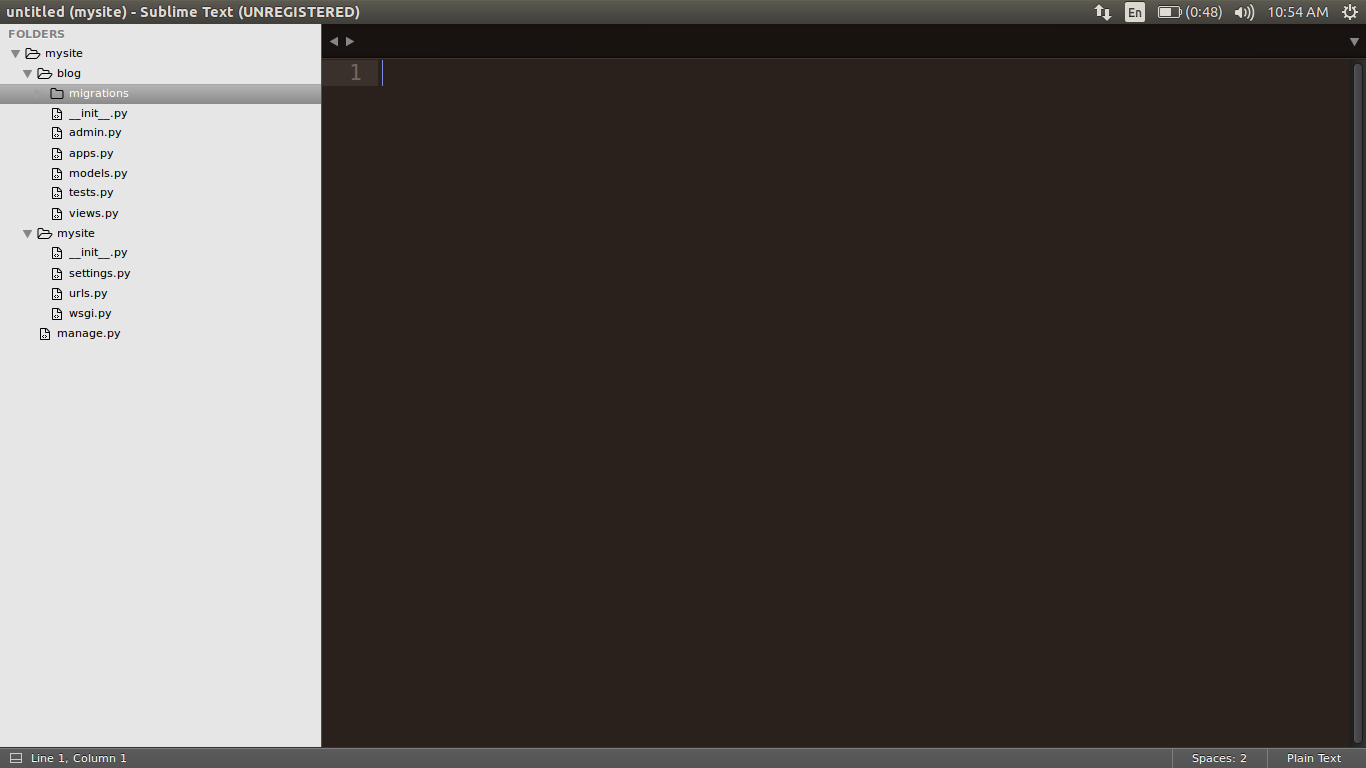 untitled (mysite) - Sublime Text (UNREGISTERED)
En
(0:48)
10:54 AM
FOLDERS
mysite
blog
migrations
__init__.py
admin.py
apps.py
models.py
tests.py
views.py
mysite
__init__.py
settings.py
urls.py
wsgi.py
manage.py
1
Line 1, Column 1
Spaces: 2
Plain Text